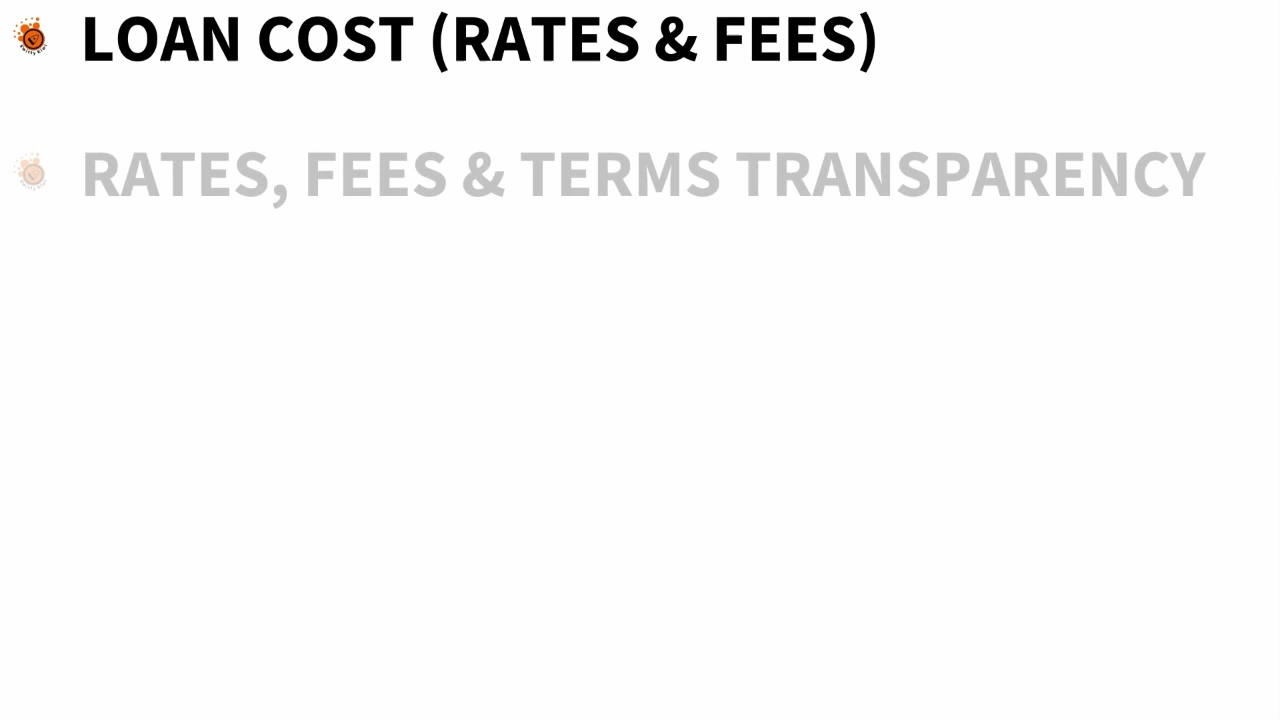 LOAN COST (RATES & FEES)
RATES, FEES & TERMS TRANSPARENCY